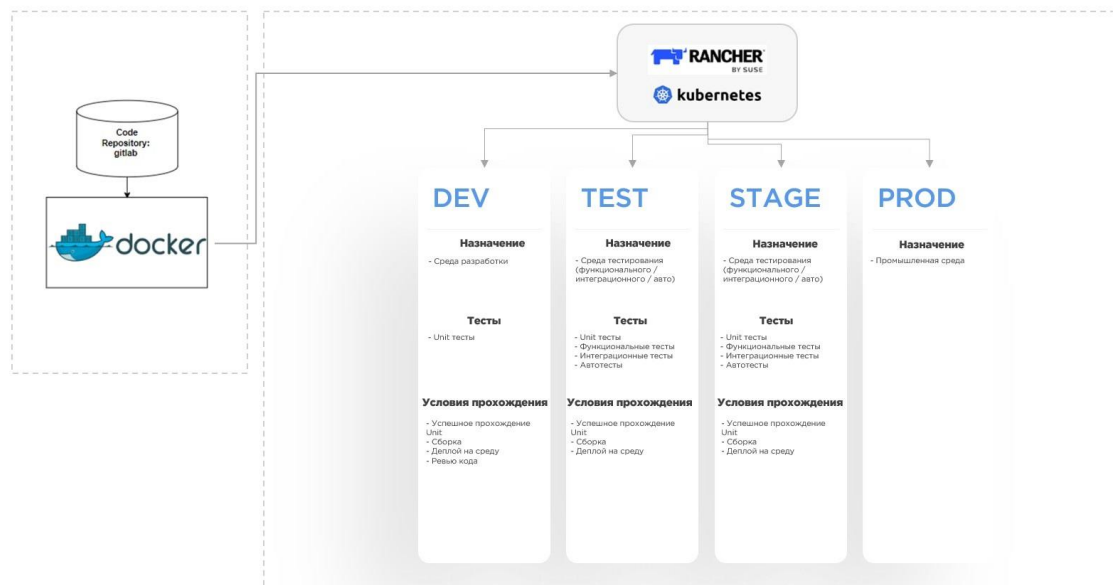 Code
Repository:
gitlab
docker
RANCHER
BY SUSE
kubernetes
DEV
Назначение
- Среда разработки
Тесты
- Unit тесты
Условия прохождения
- Успешное прохождение
Unit
- Сборка
- Деплой на среду
- Ревью кода
TEST
Назначение
- Среда тестирования
(функционального /
интеграционного / авто)
Тесты
- Unit тесты
- Функциональные тесты
- Интеграционные тесты
- Автотесты
Условия прохождения
- Успешное прохождение
Unit
- Сборка
- Деплой на среду
STAGE
Назначение
- Среда тестирования
(функционального /
интеграционного / авто)
Тесты
- Unit тесты
- Функциональные тесты
- Интеграционные тесты
- Автотесты
Условия прохождения
- Успешное прохождение
Unit
- Сборка
- Деплой на среду
PROD
Назначение
- Промышленная среда